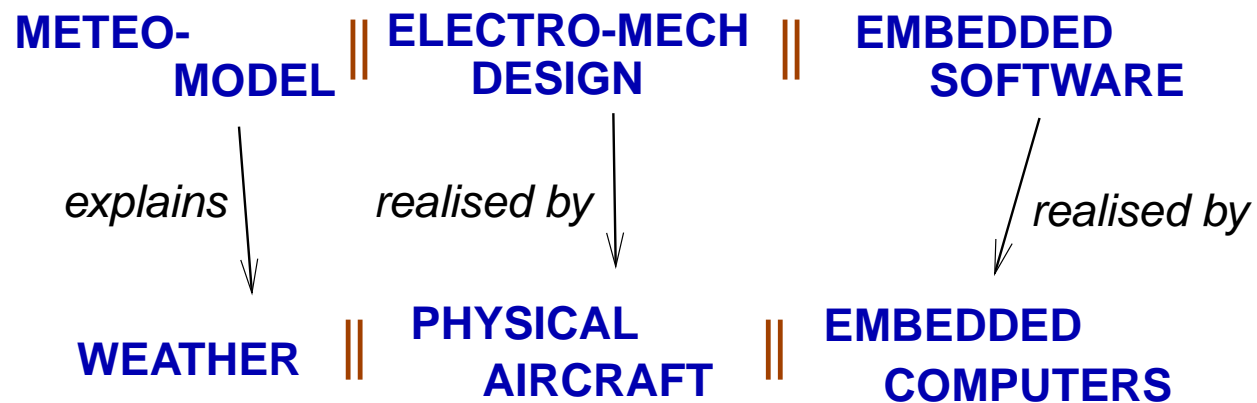 METEO- || ELECTRO-MECH || EMBEDDED
MODEL DESIGN SOFTWARE
explains realised by realised by
WEATHER || PHYSICAL || EMBEDDED
AIRCRAFT COMPUTERS